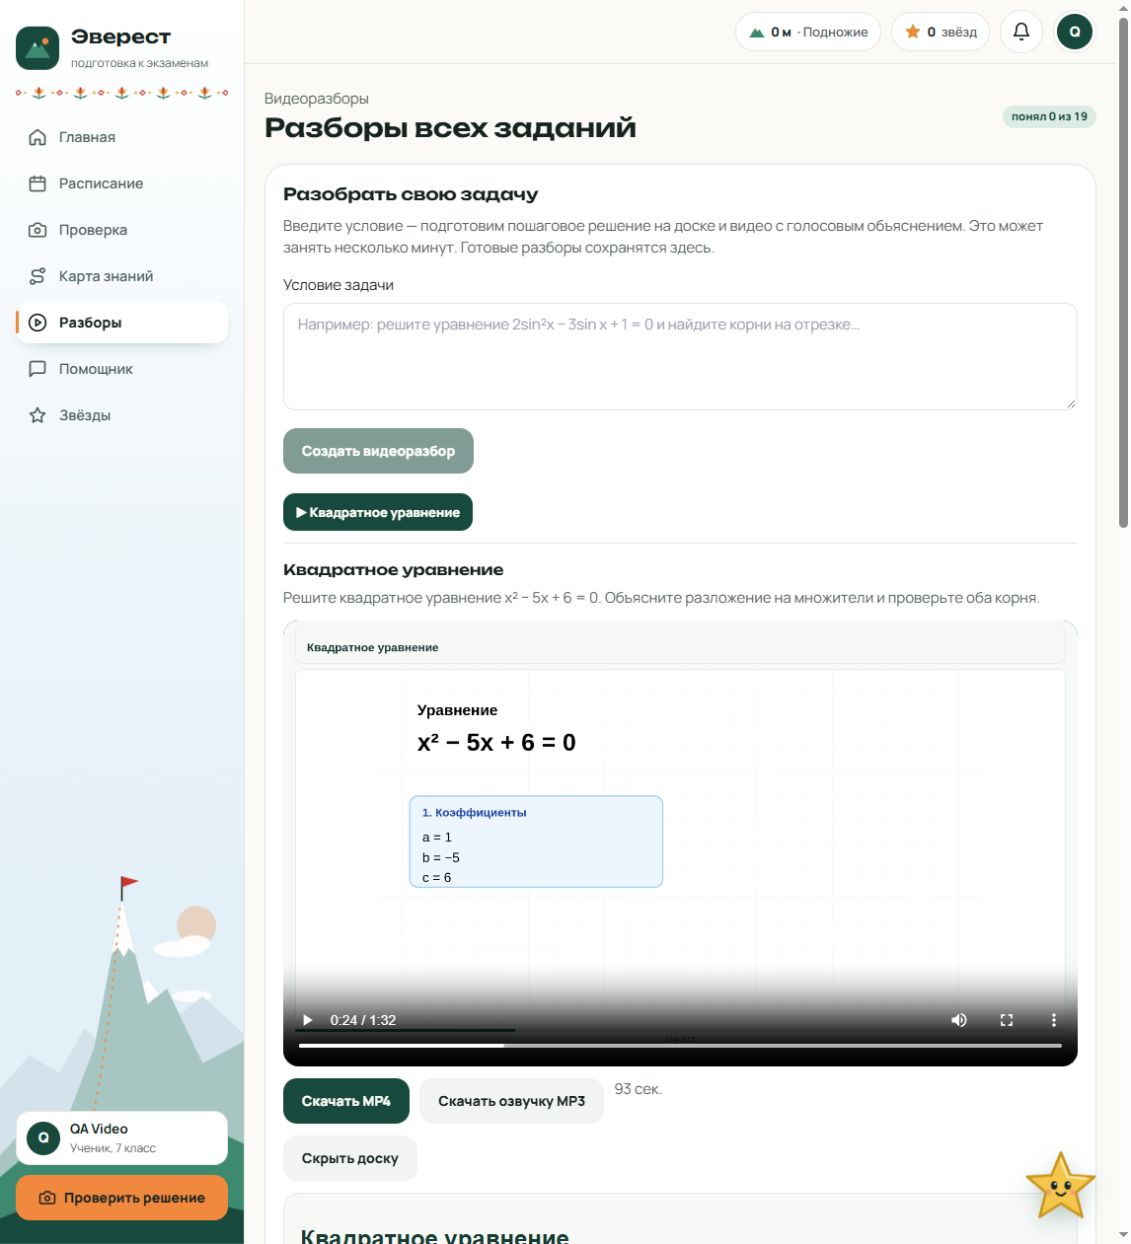 Эверест
подготовка к экзаменам
Главная
Расписание
Проверка
Карта знаний
Разборы
Помощник
Звёзды
Q
QA Video
Ученик, 7 класс
Проверить решение
0 м · Подножие
0 звёзд
Q
Видеоразборы
Разборы всех заданий
понял 0 из 19
Разобрать свою задачу
Введите условие — подготовим пошаговое решение на доске и видео с голосовым объяснением. Это может
занять несколько минут. Готовые разборы сохранятся здесь.
Условие задачи
Например: решите уравнение 2sin²x − 3sin x + 1 = 0 и найдите корни на отрезке…
Создать видеоразбор
▶ Квадратное уравнение
Квадратное уравнение
Решите квадратное уравнение x² − 5x + 6 = 0. Объясните разложение на множители и проверьте оба корня.
Квадратное уравнение
Уравнение
x² − 5x + 6 = 0
1. Коэффициенты
a = 1
b = −5
c = 6
0:24 / 1:32
Скачать MP4
Скачать озвучку MP3
93 сек.
Скрыть доску
Квадратное уравнение